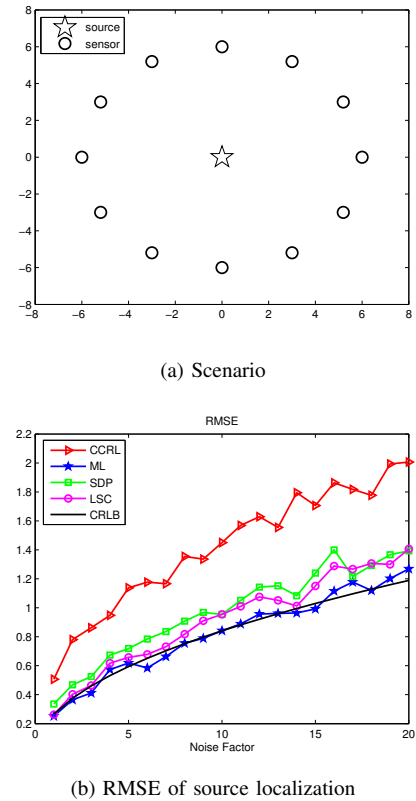 8
6
4
2
0
−2
−4
−6
−8
source
sensor
−8 −6 −4 −2 0 2 4 6 8
(a) Scenario
RMSE
2.2
2
1.8
1.6
1.4
1.2
1
0.8
0.6
0.4
0.2
CCRL
ML
SDP
LSC
CRLB
0 5 10 15 20
Noise Factor
(b) RMSE of source localization